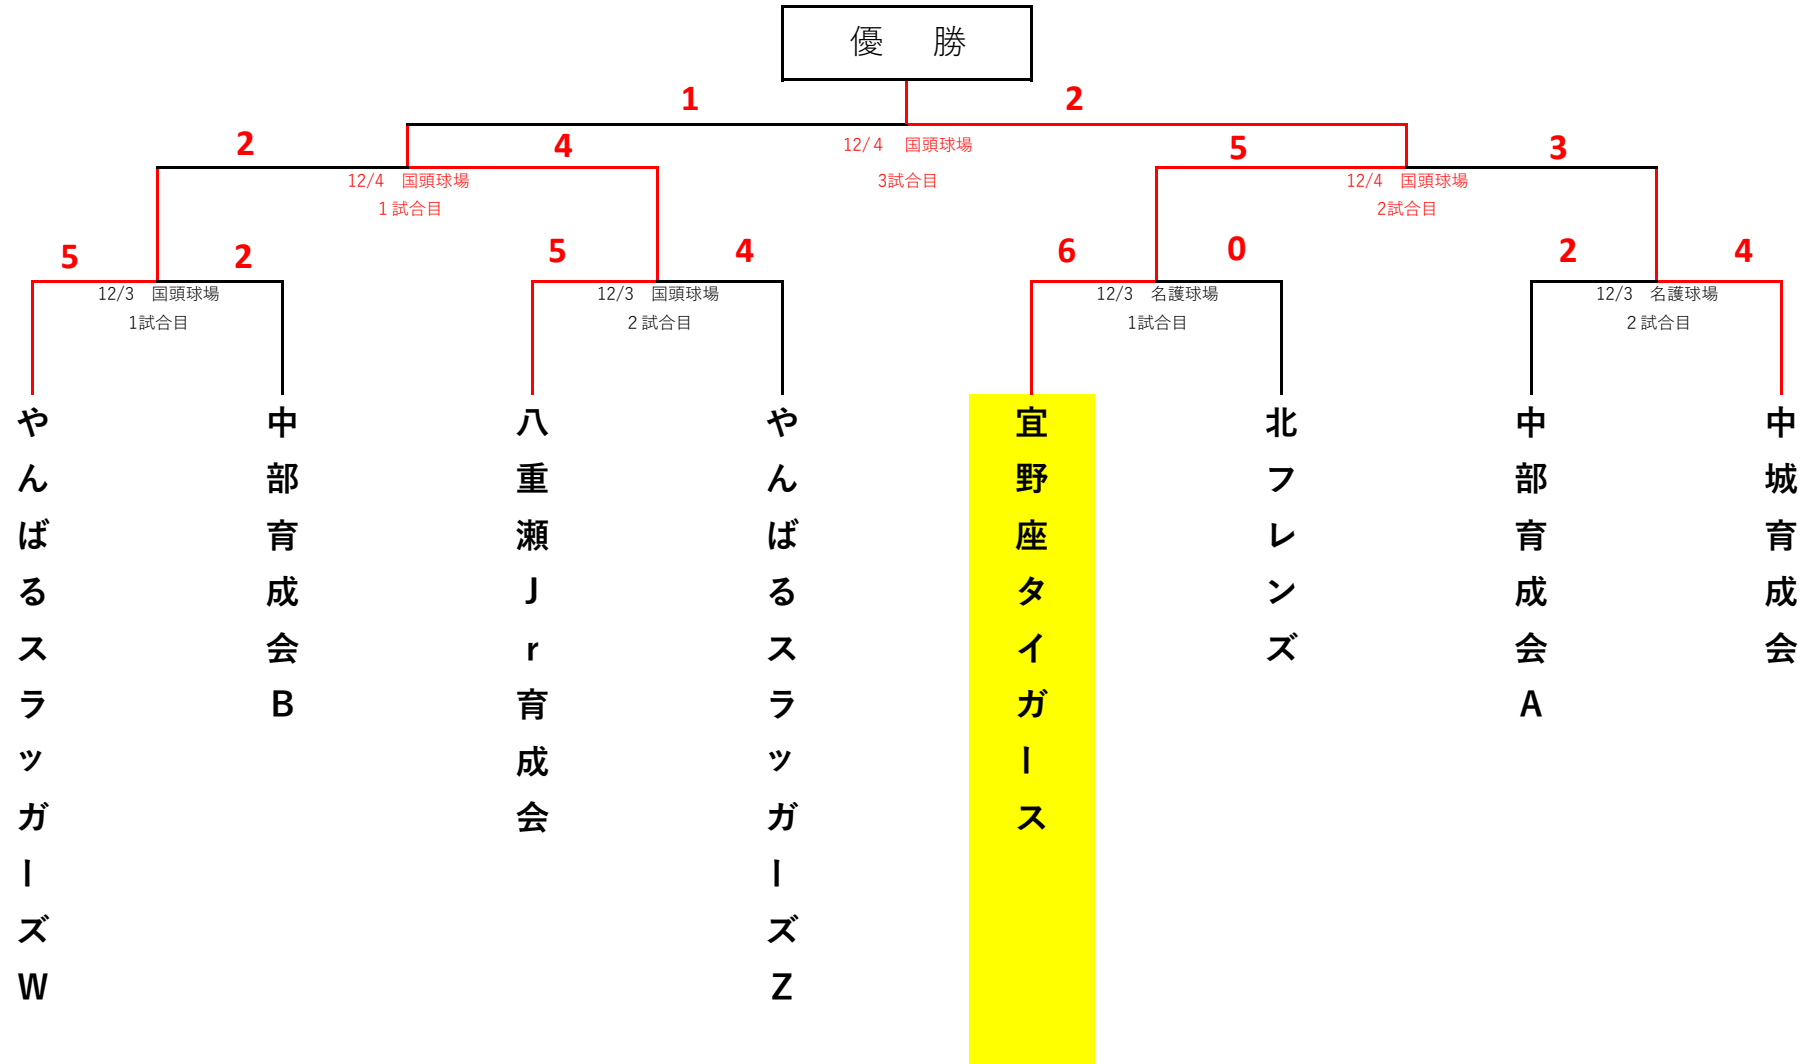 優　勝
1
2
2
4
12/4　国頭球場
3試合目
5
3
12/4　国頭球場
1試合目
12/4　国頭球場
2試合目
5
2
5
4
6
0
2
4
12/3　国頭球場
1試合目
12/3　国頭球場
2試合目
12/3　名護球場
1試合目
12/3　名護球場
2試合目
やんばるスラッガーズW
中部育成会B
八重瀬Jr育成会
やんばるスラッガーズZ
宜野座タイガース
北フレンズ
中部育成会A
中城育成会